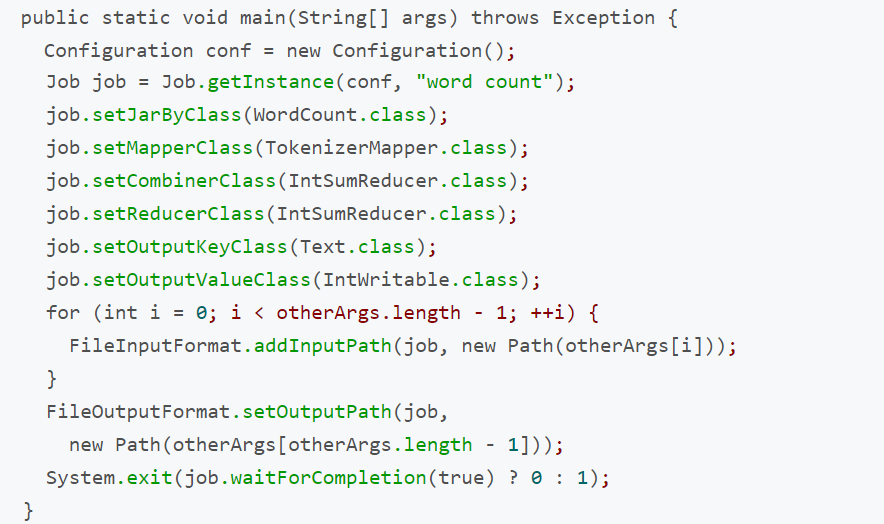 public static void main(String[] args) throws Exception {
Configuration conf = new Configuration();
Job job = Job.getInstance(conf, "word count");
job.setJarByClass(WordCount.class);
job.setMapperClass(TokenizerMapper.class);
job.setCombinerClass(IntSumReducer.class);
job.setReducerClass(IntSumReducer.class);
job.setOutputKeyClass(Text.class);
job.setOutputValueClass(IntWritable.class);
for (int i = 0; i < otherArgs.length - 1; ++i) {
FileInputFormat.addInputPath(job, new Path(otherArgs[i]));
}
FileOutputFormat.setOutputPath(job,
new Path(otherArgs[otherArgs.length - 1]));
System.exit(job.waitForCompletion(true) ? 0 : 1);
}